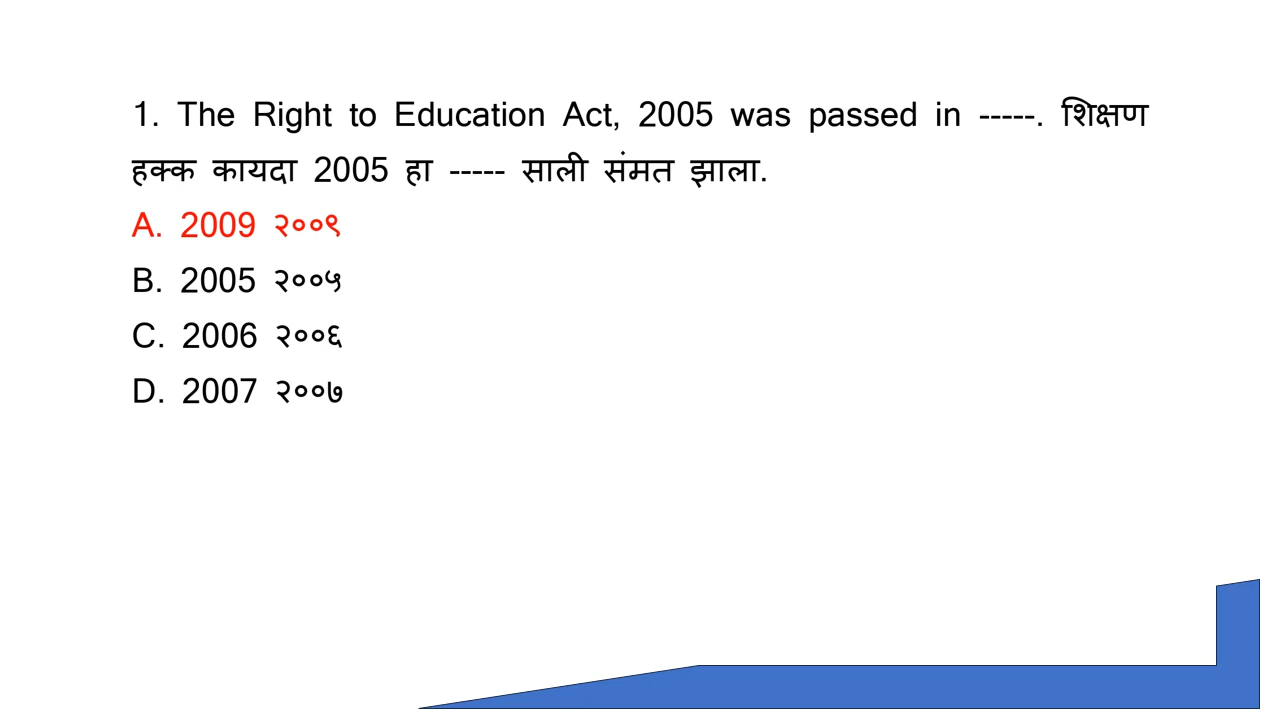 1. The Right to Education Act, 2005 was passed in -----. शिक्षण
हक्क कायदा 2005 हा ----- साली संमत झाला.
A. 2009 २००९
B. 2005 २००५
C. 2006 २००६
D. 2007 २००७